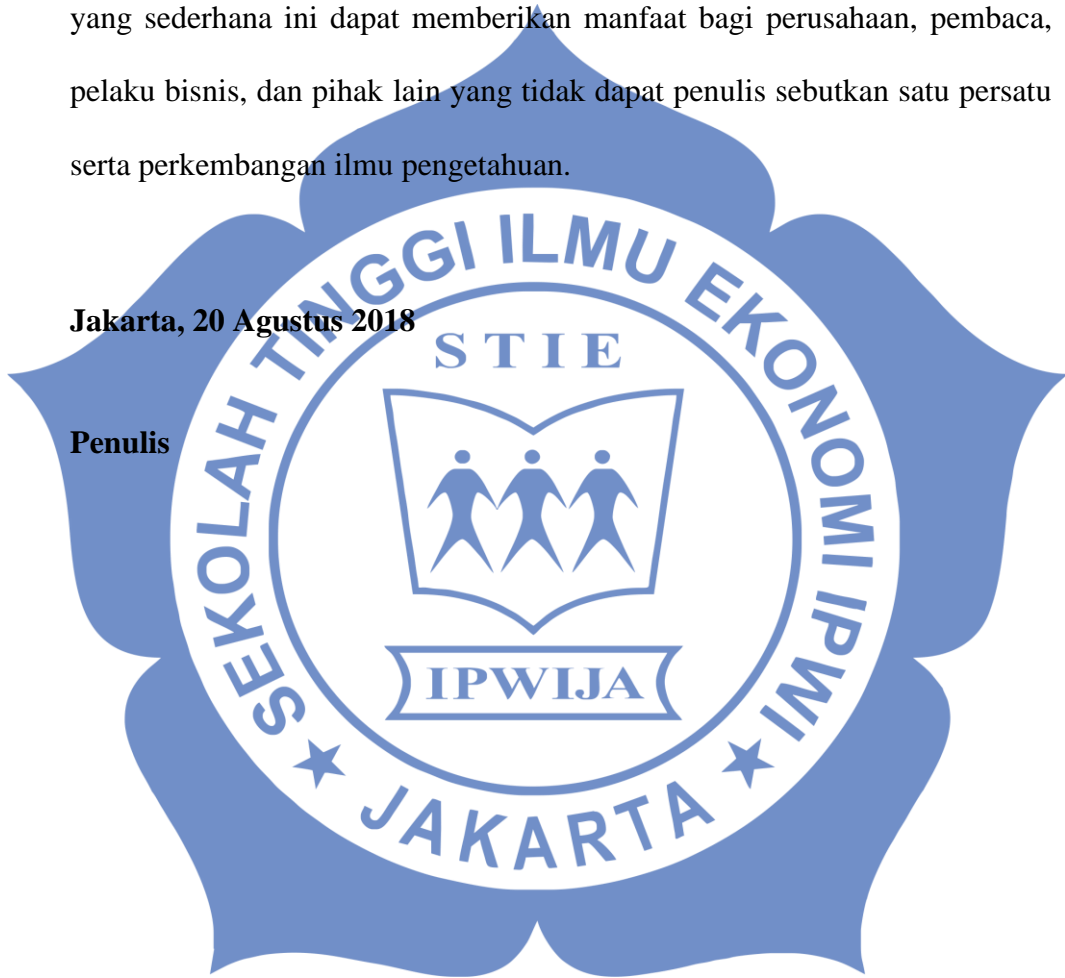 yang sederhana ini dapat memberikan manfaat bagi perusahaan, pembaca,
pelaku bisnis, dan pihak lain yang tidak dapat penulis sebutkan satu persatu
serta perkembangan ilmu pengetahuan.
Jakarta, 20 Agustus 2018
Penulis
SEKOLAH TINGGI ILMU EKONOMI IPWI
STIE
IPWIJA
★ JAKARTA ★